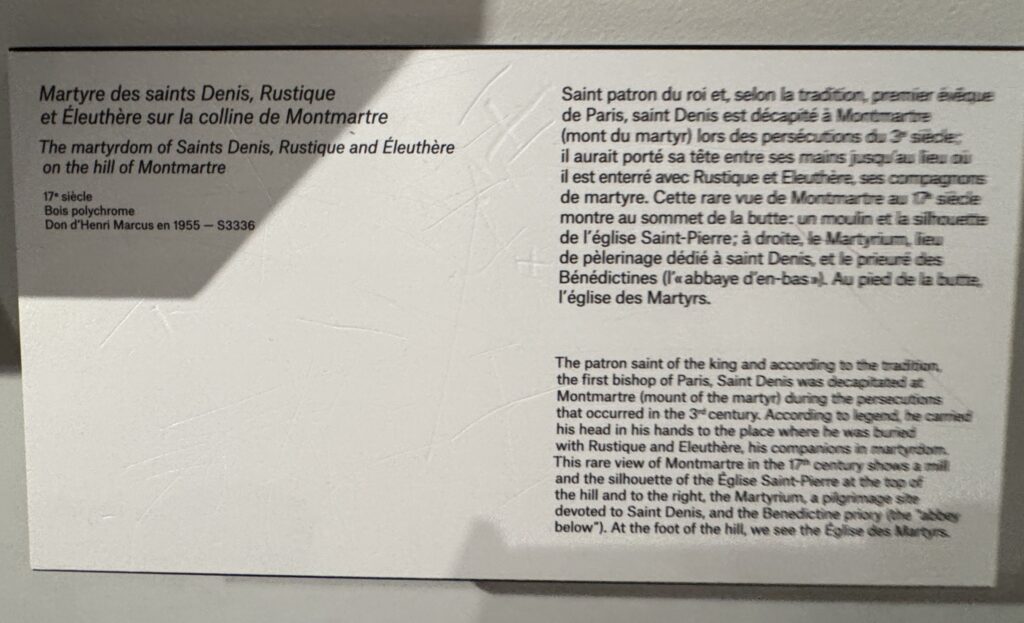 Martyre des saints Denis, Rustique
et Éleuthère sur la colline de Montmartre
The martyrdom of Saints Denis, Rustique and Éleuthère
on the hill of Montmartre
17e siècle
Bois polychrome
Don d'Henri Marcus en 1955 — S3336
Saint patron du roi et, selon la tradition, premier évêque
de Paris, saint Denis est décapité à Montmartre
(mont du martyr) lors des persécutions du 3e siècle;
il aurait porté sa tête entre ses mains jusqu'au lieu où
il est enterré avec Rustique et Eleuthère, ses compagnons
de martyre. Cette rare vue de Montmartre au 17e siècle
montre au sommet de la butte: un moulin et la silhouette
de l'église Saint-Pierre; à droite, le Martyrium, lieu
de pèlerinage dédié à saint Denis, et le prieuré des
Bénédictines (l'«abbaye d'en-bas»). Au pied de la butte,
l'église des Martyrs.
The patron saint of the king and according to the tradition,
the first bishop of Paris, Saint Denis was decapitated at
Montmartre (mount of the martyr) during the persecutions
that occurred in the 3rd century. According to legend, he carried
his head in his hands to the place where he was buried
with Rustique and Eleuthère, his companions in martyrdom.
This rare view of Montmartre in the 17th century shows a mill
and the silhouette of the Église Saint-Pierre at the top of
the hill and to the right, the Martyrium, a pilgrimage site
devoted to Saint Denis, and the Benedictine priory (the "abbey
below"). At the foot of the hill, we see the Église des Martyrs.